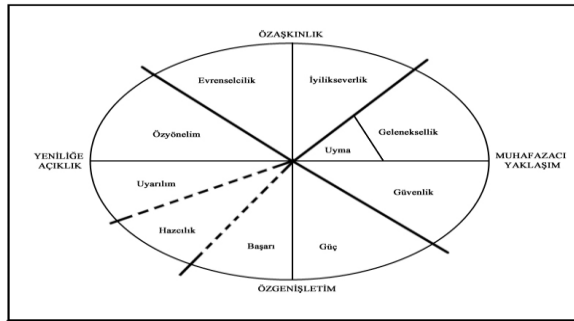 ÖZAŞKINLIK
Evrenselcilik
İyilikseverlik
Özyönelim
Geleneksellik
Uyma
YENİLİĞE
AÇIKLIK
MUHAFAZACI
YAKLAŞIM
Uyarılım
Güvenlik
Hazcılık
Başarı
Güç
ÖZGENİŞLETİM